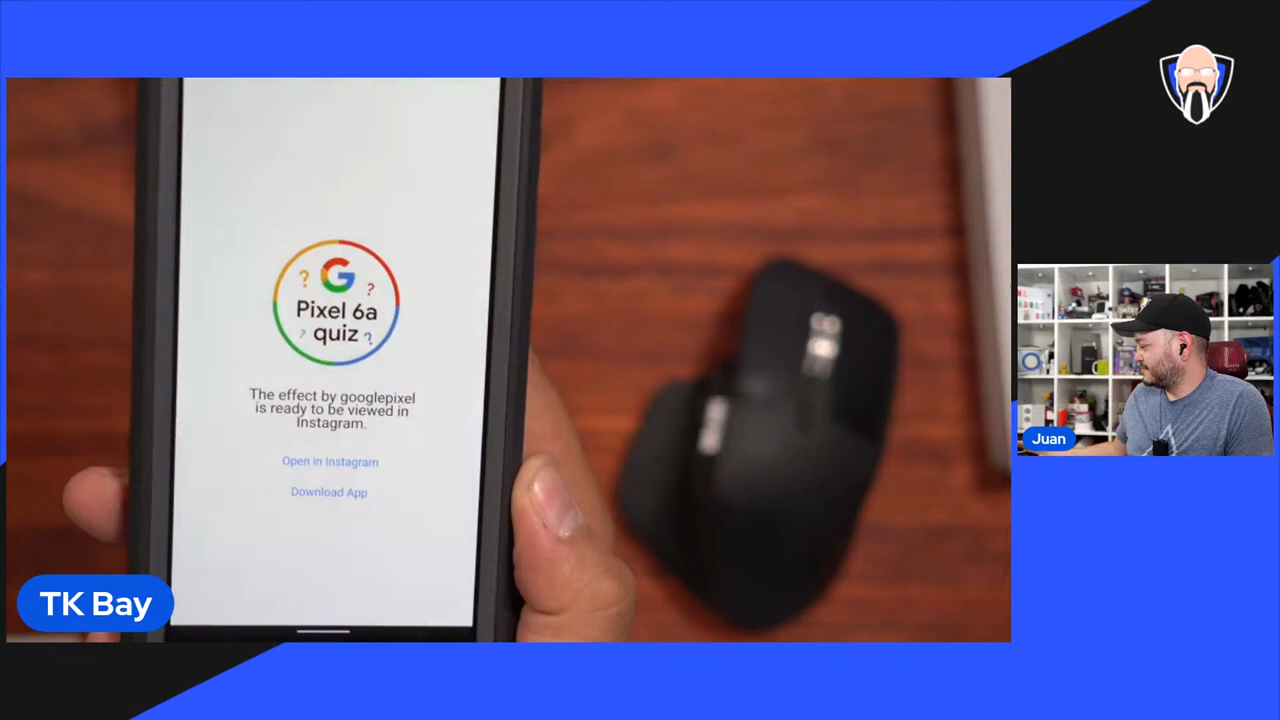 ? G ?
Pixel 6a
? quiz ?
The effect by googlepixel
is ready to be viewed in
Instagram.
Open in Instagram
Download App
TK Bay
Juan